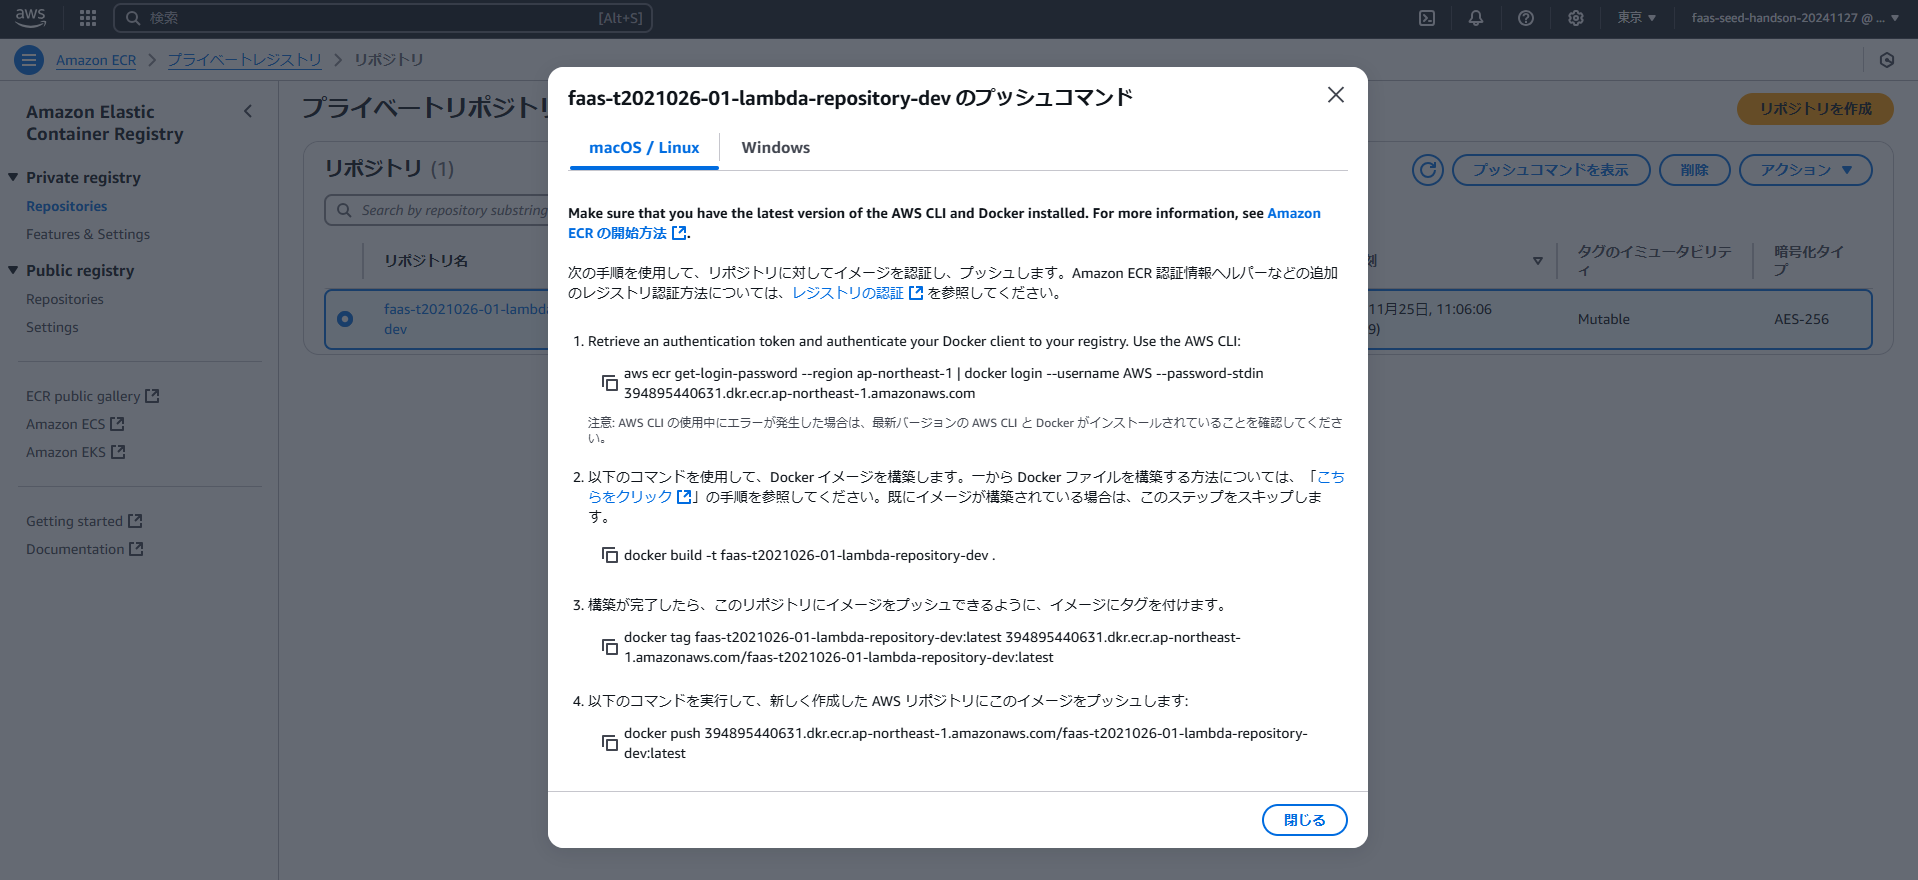 aws
検索
[Alt+S]
東京
faas-seed-handson-20241127 @ ...
Amazon ECR
プライベートレジストリ
リポジトリ
Amazon Elastic
Container Registry
Private registry
Repositories
Features & Settings
Public registry
Repositories
Settings
ECR public gallery
Amazon ECS
Amazon EKS
Getting started
Documentation
プライベートリポジトリ
リポジトリを作成
リポジトリ (1)
プッシュコマンドを表示
削除
アクション
Search by repository substring
リポジトリ名
刻
タグのイミュータビリテ
ィ
暗号化タイ
プ
faas-t2021026-01-lambda-
dev
11月25日, 11:06:06
9)
Mutable
AES-256
faas-t2021026-01-lambda-repository-dev のプッシュコマンド
macOS / Linux
Windows
Make sure that you have the latest version of the AWS CLI and Docker installed. For more information, see Amazon
ECR の開始方法.
次の手順を使用して、リポジトリに対してイメージを認証し、プッシュします。Amazon ECR 認証情報ヘルパーなどの追加
のレジストリ認証方法については、レジストリの認証 を参照してください。
1. Retrieve an authentication token and authenticate your Docker client to your registry. Use the AWS CLI:
aws ecr get-login-password --region ap-northeast-1 | docker login --username AWS --password-stdin
394895440631.dkr.ecr.ap-northeast-1.amazonaws.com
注意: AWS CLI の使用中にエラーが発生した場合は、最新バージョンの AWS CLI と Docker がインストールされていることを確認してくださ
い。
2. 以下のコマンドを使用して、Docker イメージを構築します。一から Docker ファイルを構築する方法については、「こち
らをクリック」の手順を参照してください。既にイメージが構築されている場合は、このステップをスキップしま
す。
docker build -t faas-t2021026-01-lambda-repository-dev .
3. 構築が完了したら、このリポジトリにイメージをプッシュできるように、イメージにタグを付けます。
docker tag faas-t2021026-01-lambda-repository-dev:latest 394895440631.dkr.ecr.ap-northeast-
1.amazonaws.com/faas-t2021026-01-lambda-repository-dev:latest
4. 以下のコマンドを実行して、新しく作成した AWS リポジトリにこのイメージをプッシュします:
docker push 394895440631.dkr.ecr.ap-northeast-1.amazonaws.com/faas-t2021026-01-lambda-repository-
dev:latest
閉じる